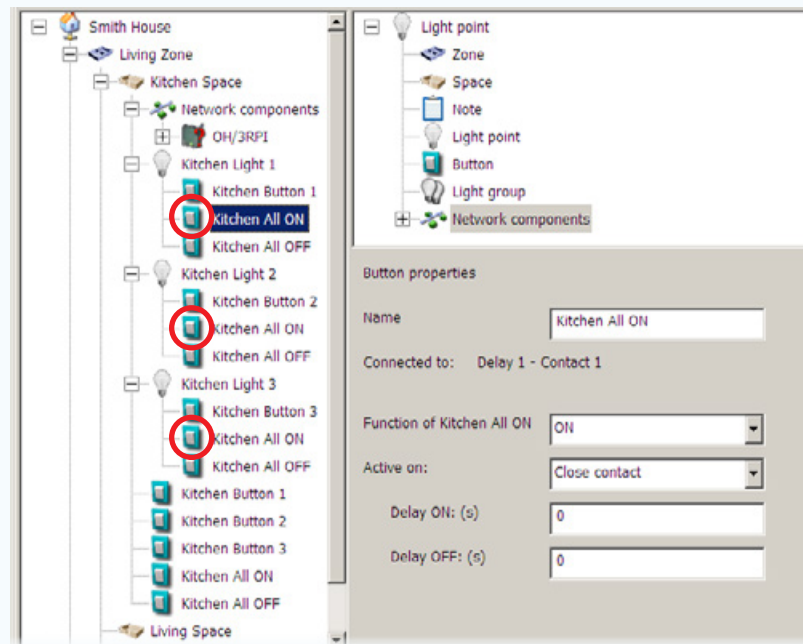 Smith House
Living Zone
Kitchen Space
Network components
OH/3RPI
Kitchen Light 1
Kitchen Button 1
Kitchen All ON
Kitchen All OFF
Kitchen Light 2
Kitchen Button 2
Kitchen All ON
Kitchen All OFF
Kitchen Light 3
Kitchen Button 3
Kitchen All ON
Kitchen All OFF
Kitchen Button 1
Kitchen Button 2
Kitchen Button 3
Kitchen All ON
Kitchen All OFF
Living Space
Light point
Zone
Space
Note
Light point
Button
Light group
Network components
Button properties
Name Kitchen All ON
Connected to: Delay 1 - Contact 1
Function of Kitchen All ON ON
Active on: Close contact
Delay ON: (s) 0
Delay OFF: (s) 0